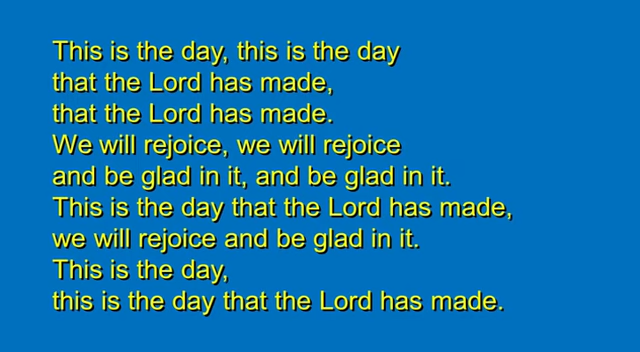 This is the day, this is the day
that the Lord has made,
that the Lord has made.
We will rejoice, we will rejoice
and be glad in it, and be glad in it.
This is the day that the Lord has made,
we will rejoice and be glad in it.
This is the day,
this is the day that the Lord has made.